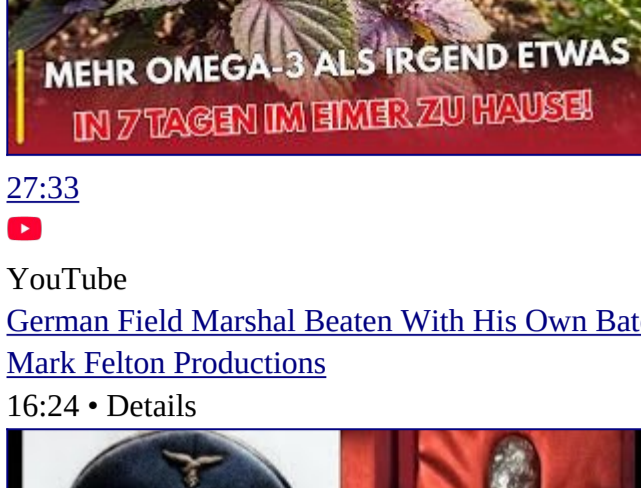 MEHR OMEGA-3 ALS IRGEND ETWAS
IN 7 TAGEN IM EIMER ZU HAUSE!
27:33
YouTube
German Field Marshal Beaten With His Own Bat
Mark Felton Productions
16:24 • Details